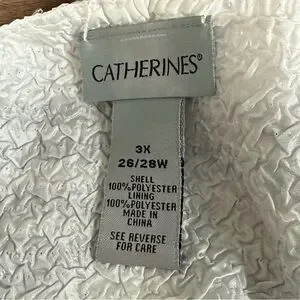 CATHERINES®
3X
26/28W
SHELL
100%POLYESTER
LINING
100%POLYESTER
MADE IN
CHINA
SEE REVERSE
FOR CARE